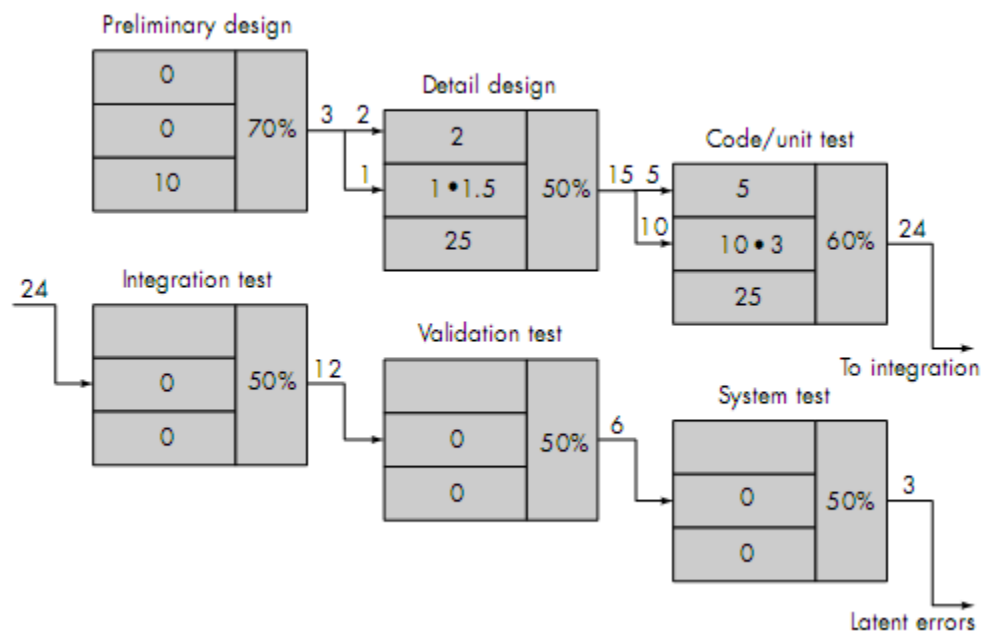 Preliminary design
0
0
10
70%
3 2
1
Detail design
2
1 • 1.5
25
50%
15 5
10
Code/unit test
5
10 • 3
25
60%
24
To integration
24
Integration test
0
0
50%
12
Validation test
0
0
50%
6
System test
0
0
50%
3
Latent errors